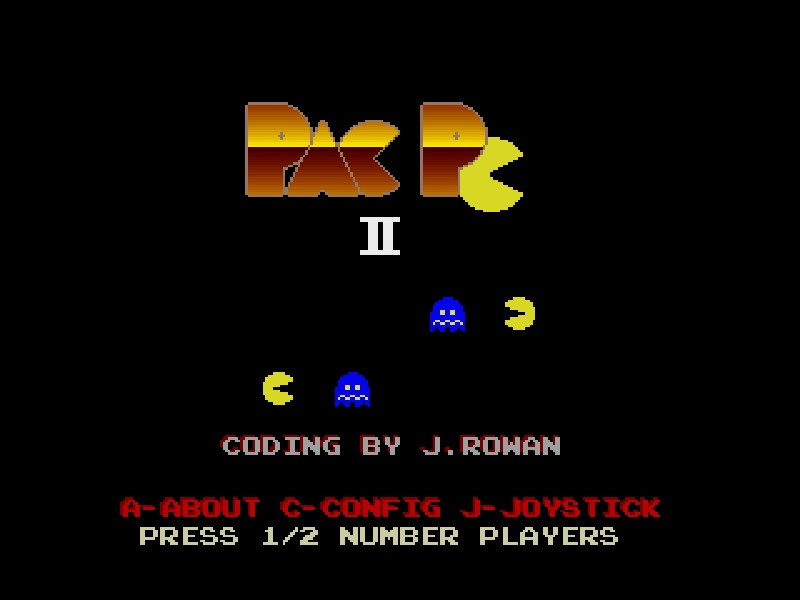 PAC PC
II
CODING BY J.ROWAN
A-ABOUT C-CONFIG J-JOYSTICK
PRESS 1/2 NUMBER PLAYERS